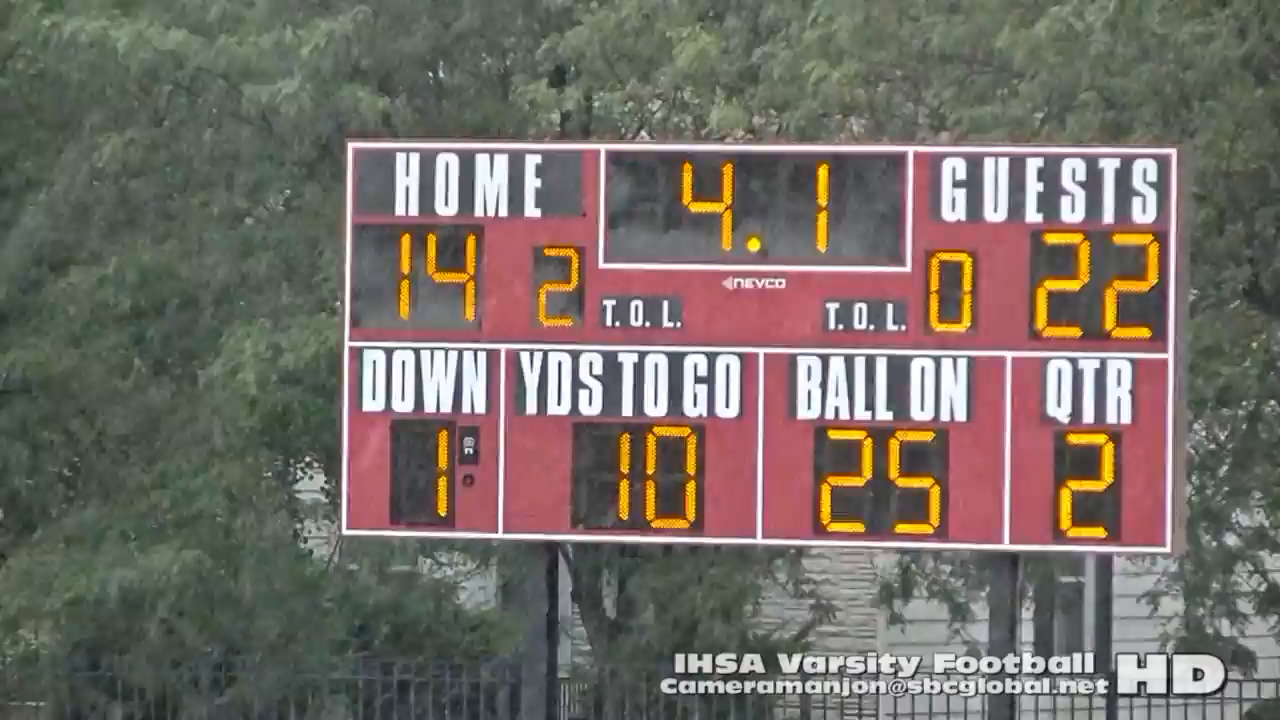 HOME 4.1 GUESTS
14 2 T.O.L. NEVCO T.O.L. 0 22
DOWN YDS TO GO BALL ON QTR
1 10 25 2
IHSA Varsity Football HD
Cameramanjon@sbcglobal.net